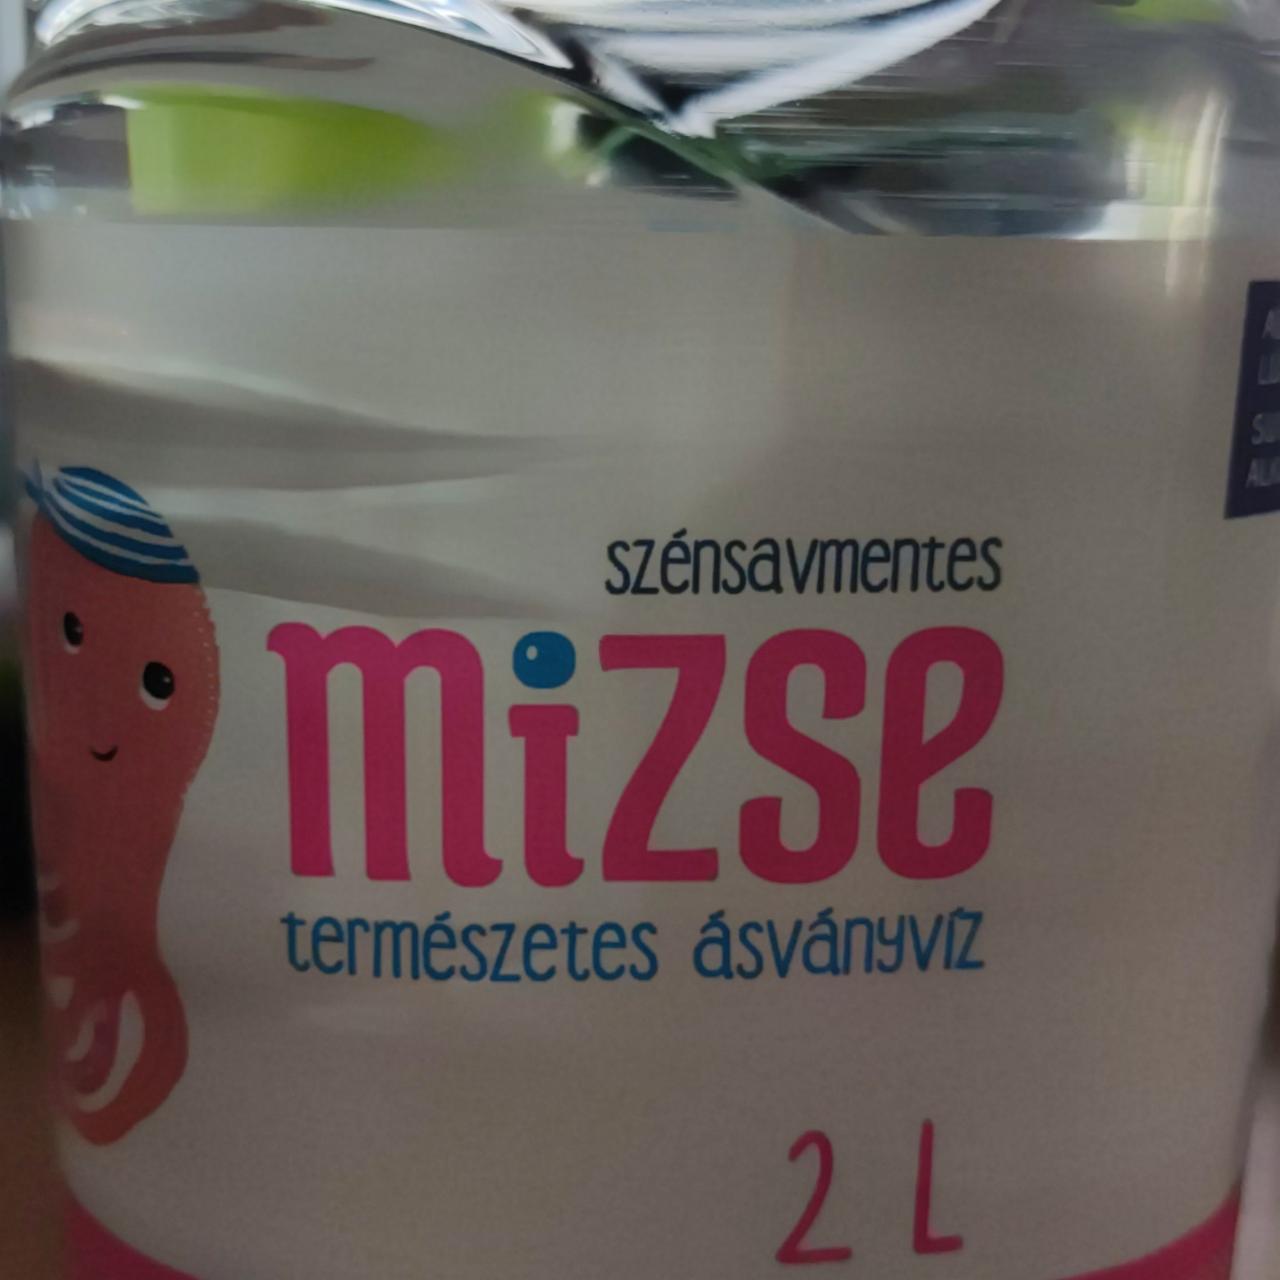 szénsavmentes
mizse
természetes ásványvíz
2 L